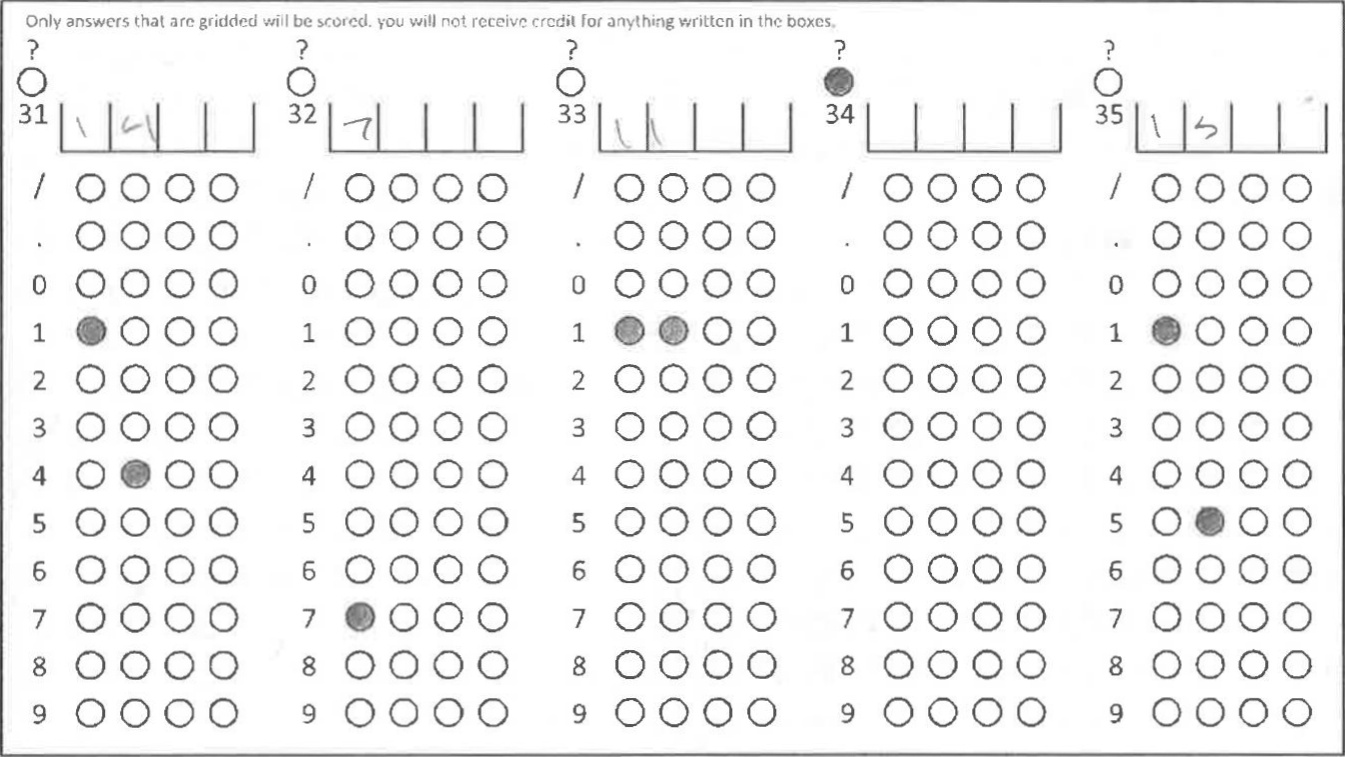 Only answers that are gridded will be scored. you will not receive credit for anything written in the boxes.
? ? ? ? ?
31 1 4 32 7 33 1 1 34 35 1 5
/ / / / /
. . . . .
0 0 0 0 0
1 1 1 1 1
2 2 2 2 2
3 3 3 3 3
4 4 4 4 4
5 5 5 5 5
6 6 6 6 6
7 7 7 7 7
8 8 8 8 8
9 9 9 9 9